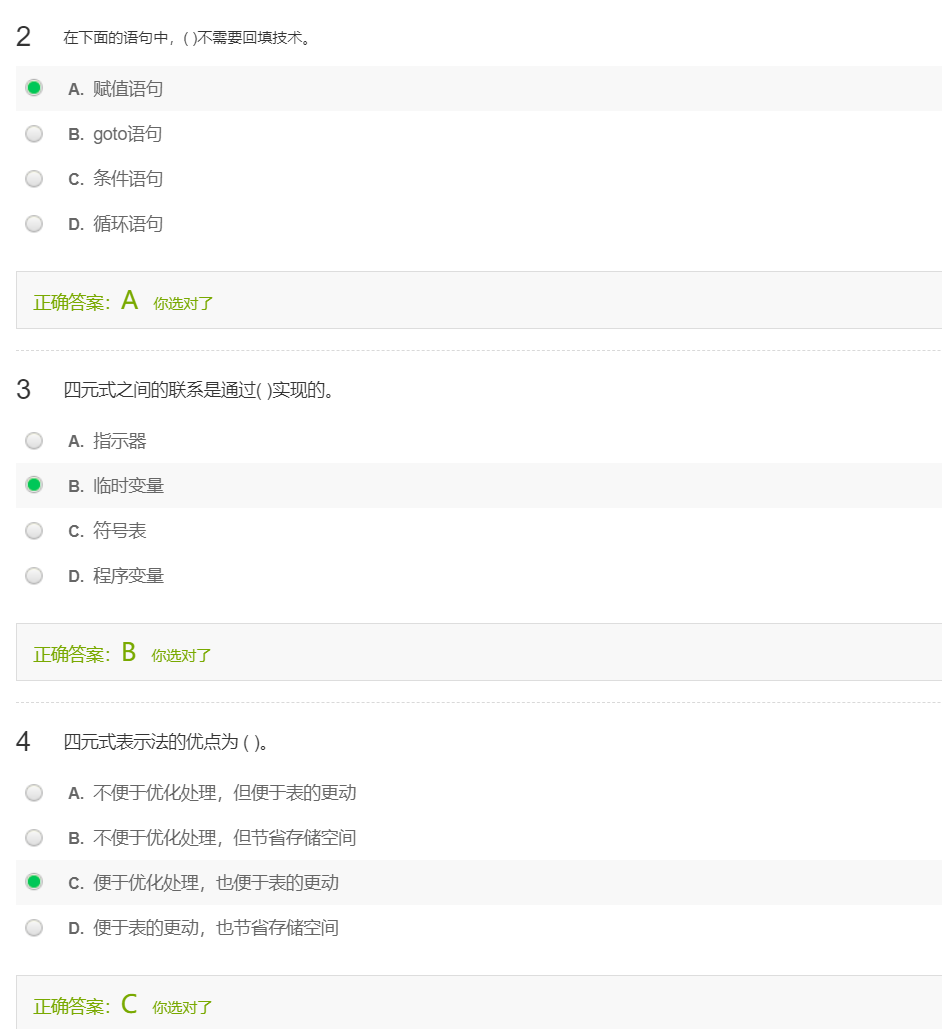 2 在下面的语句中，( )不需要回填技术。
A. 赋值语句
B. goto语句
C. 条件语句
D. 循环语句
正确答案：A 你选对了
3 四元式之间的联系是通过( )实现的。
A. 指示器
B. 临时变量
C. 符号表
D. 程序变量
正确答案：B 你选对了
4 四元式表示法的优点为 ( )。
A. 不便于优化处理，但便于表的更动
B. 不便于优化处理，但节省存储空间
C. 便于优化处理，也便于表的更动
D. 便于表的更动，也节省存储空间
正确答案：C 你选对了